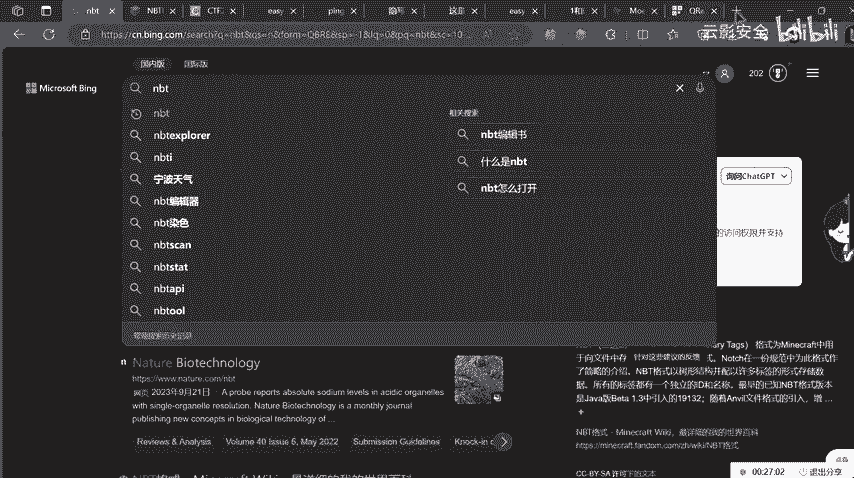 nbt
NBTI
CTF
easy
ping
easy
QRe
云影安全
bilibili
https://cn.bing.com/search?q=nbt&qs=n&form=QBRE&sp=-1&lq=0&pq=nbt&sc=10-
国内版 国际版
Microsoft Bing
nbt
202
nbt
nbtexplorer
nbti
宁波天气
nbt编辑器
nbt染色
nbtscan
nbtstat
nbtapi
nbtool
相关搜索
nbt编辑书
什么是nbt
nbt怎么打开
询问ChatGPT
的访问权限并支持
针对这些建议的反馈
Nature Biotechnology
https://www.nature.com/nbt
网页 2023年9月21日 · A probe reports absolute sodium levels in acidic organelles
with single-organelle resolution. Nature Biotechnology is a monthly journal
publishing new concepts in biological technology of ...
Reviews & Analysis
Volume 40 Issue 6, May 2022
Submission Guidelines
Knock-in c
ary Tags） 格式为Minecraft中用
于向文件中存
式。Notch在一份规范中为此格式作
了简略的介绍。NBT格式以树形结构并配以许多标签的形式存储数
据。所有的标签都有一个独立的ID和名称。最早的已知NBT格式版本
是Java版Beta 1.3中引入的19132；随着Anvil文件格式的引入，增 ...
NBT格式 - Minecraft Wiki，最详细的我的世界百科
https://minecraft.fandom.com/zh/wiki/NBT格式
CC-BY-SA 许可下的文本
00:27:02
退出分享